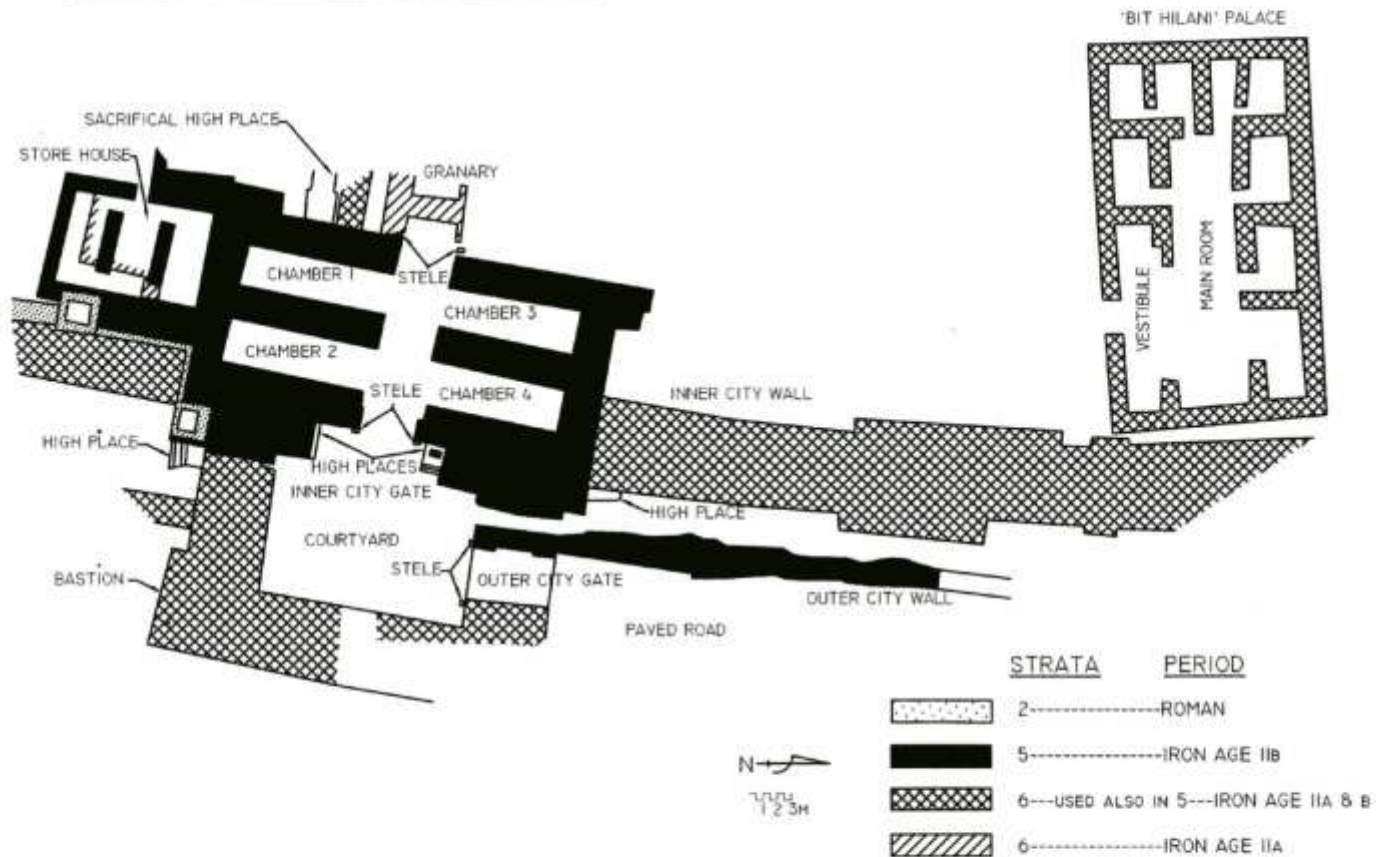 'BIT HILANI' PALACE
SACRIFICAL HIGH PLACE
STORE HOUSE
GRANARY
CHAMBER 1
STELE
CHAMBER 3
CHAMBER 2
STELE
CHAMBER 4
INNER CITY WALL
VESTIBULE
MAIN ROOM
HIGH PLACE
HIGH PLACES
INNER CITY GATE
HIGH PLACE
COURTYARD
STELE
OUTER CITY GATE
BASTION
OUTER CITY WALL
PAVED ROAD
STRATA PERIOD
2--------------ROMAN
5--------------IRON AGE IIB
6---USED ALSO IN 5---IRON AGE IIA & B
6--------------IRON AGE IIA
N
1 2 3M